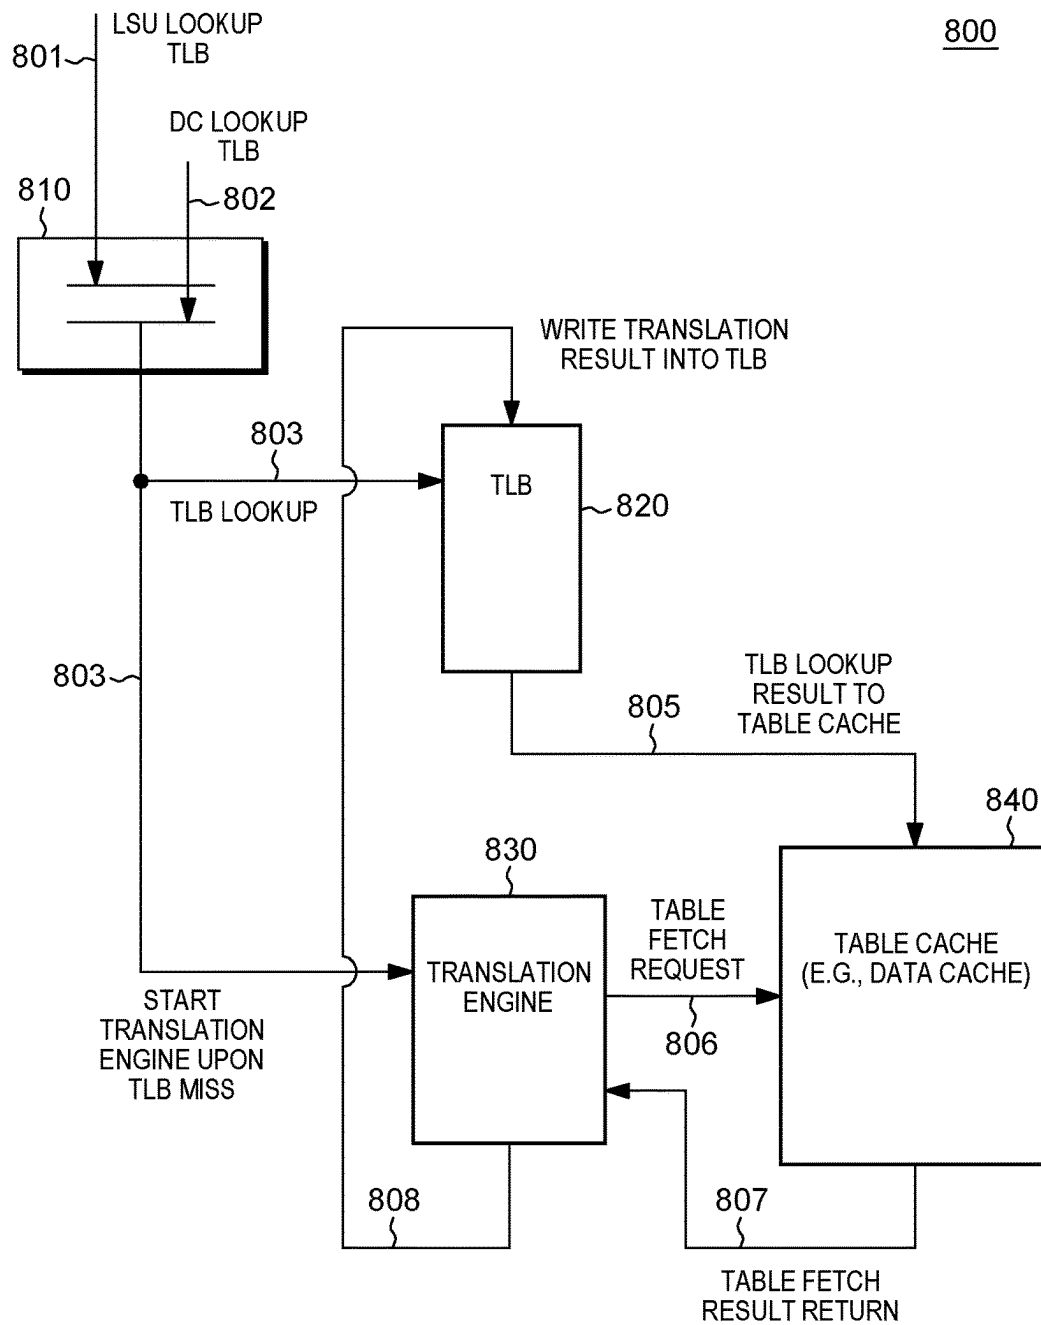 LSU LOOKUP
TLB
801
800
DC LOOKUP
TLB
802
810
WRITE TRANSLATION
RESULT INTO TLB
803
TLB LOOKUP
TLB
820
803
TLB LOOKUP
RESULT TO
TABLE CACHE
805
840
830
TABLE
FETCH
REQUEST
TRANSLATION
ENGINE
TABLE CACHE
(E.G., DATA CACHE)
806
START
TRANSLATION
ENGINE UPON
TLB MISS
808
807
TABLE FETCH
RESULT RETURN